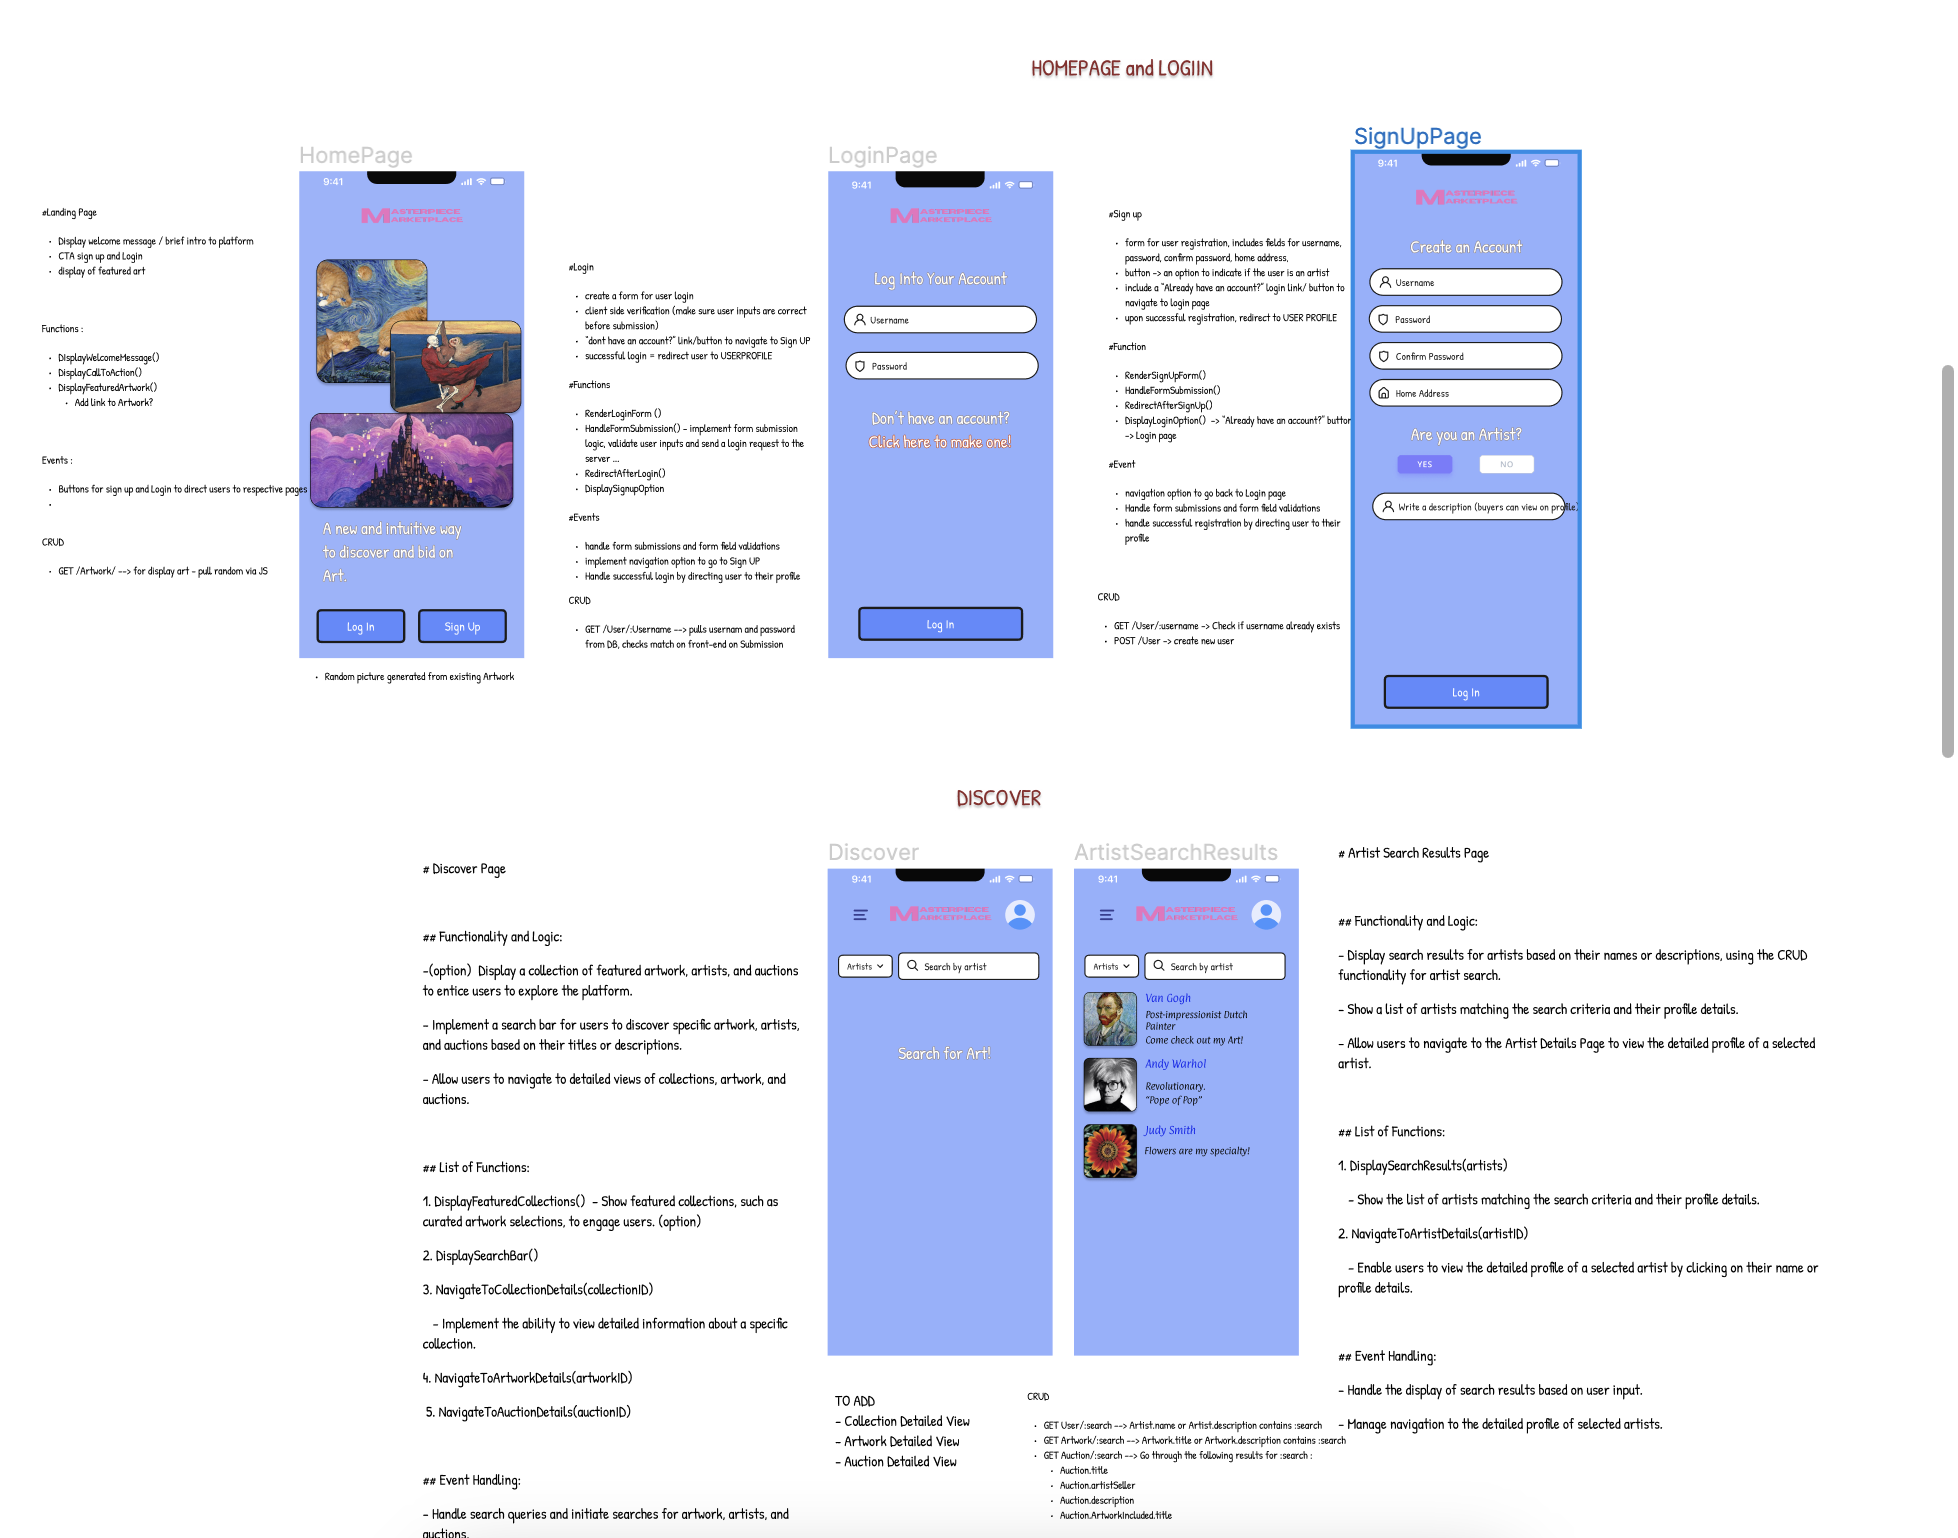 HOMEPAGE and LOGIIN
HomePage
LoginPage
SignUpPage
#Landing Page
• Display welcome message / brief intro to platform
• CTA sign up and Login
• display of featured art
Functions :
• DIsplayWelcomeMessage()
• DisplayCallToAction()
• DisplayFeaturedArtwork()
• Add link to Artwork?
Events :
• Buttons for sign up and Login to direct users to respective pages
•
CRUD
• GET /Artwork/ --> for display art - pull random via JS
9:41
MASTERPIECE
MARKETPLACE
A new and intuitive way
to discover and bid on
Art.
Log In
Sign Up
• Random picture generated from existing Artwork
#Login
• create a form for user login
• client side verification (make sure user inputs are correct
before submission)
• "dont have an account?" link/button to navigate to Sign UP
• successful login = redirect user to USERPROFILE
#Functions
• RenderLoginForm ()
• HandleFormSubmission() - implement form submission
logic, validate user inputs and send a login request to the
server ...
• RedirectAfterLogin()
• DisplaySignupOption
#Events
• handle form submissions and form field validations
• implement navigation option to go to Sign UP
• Handle successful login by directing user to their profile
CRUD
• GET /User/:Username --> pulls usernam and password
from DB, checks match on front-end on Submission
9:41
MASTERPIECE
MARKETPLACE
Log Into Your Account
Username
Password
Don't have an account?
Click here to make one!
Log In
#Sign up
• form for user registration, includes fields for username,
password, confirm password, home address,
• button -> an option to indicate if the user is an artist
• include a "Already have an account?" login link/ button to
navigate to login page
• upon successful registration, redirect to USER PROFILE
#Function
• RenderSignUpForm()
• HandleFormSubmission()
• RedirectAfterSignUp()
• DisplayLoginOption() -> "Already have an account?" button
-> Login page
#Event
• navigation option to go back to Login page
• Handle form submissions and form field validations
• handle successful registration by directing user to their
profile
CRUD
• GET /User/:username -> Check if username already exists
• POST /User -> create new user
9:41
MASTERPIECE
MARKETPLACE
Create an Account
Username
Password
Confirm Password
Home Address
Are you an Artist?
YES
NO
Write a description (buyers can view on profile)
Log In
DISCOVER
Discover
ArtistSearchResults
# Discover Page
## Functionality and Logic:
-(option) Display a collection of featured artwork, artists, and auctions
to entice users to explore the platform.
- Implement a search bar for users to discover specific artwork, artists,
and auctions based on their titles or descriptions.
- Allow users to navigate to detailed views of collections, artwork, and
auctions.
## List of Functions:
1. DisplayFeaturedCollections() - Show featured collections, such as
curated artwork selections, to engage users. (option)
2. DisplaySearchBar()
3. NavigateToCollectionDetails(collectionID)
- Implement the ability to view detailed information about a specific
collection.
4. NavigateToArtworkDetails(artworkID)
5. NavigateToAuctionDetails(auctionID)
## Event Handling:
- Handle search queries and initiate searches for artwork, artists, and
auctions.
9:41
MASTERPIECE
MARKETPLACE
Artists
Search by artist
Search for Art!
9:41
MASTERPIECE
MARKETPLACE
Artists
Search by artist
Van Gogh
Post-impressionist Dutch
Painter
Come check out my Art!
Andy Warhol
Revolutionary.
"Pope of Pop"
Judy Smith
Flowers are my specialty!
TO ADD
- Collection Detailed View
- Artwork Detailed View
- Auction Detailed View
CRUD
• GET User/:search --> Artist.name or Artist.description contains :search
• GET Artwork/:search --> Artwork.title or Artwork.description contains :search
• GET Auction/:search --> Go through the following results for :search :
• Auction.title
• Auction.artistSeller
• Auction.description
• Auction.ArtworkIncluded.title
# Artist Search Results Page
## Functionality and Logic:
- Display search results for artists based on their names or descriptions, using the CRUD
functionality for artist search.
- Show a list of artists matching the search criteria and their profile details.
- Allow users to navigate to the Artist Details Page to view the detailed profile of a selected
artist.
## List of Functions:
1. DisplaySearchResults(artists)
- Show the list of artists matching the search criteria and their profile details.
2. NavigateToArtistDetails(artistID)
- Enable users to view the detailed profile of a selected artist by clicking on their name or
profile details.
## Event Handling:
- Handle the display of search results based on user input.
- Manage navigation to the detailed profile of selected artists.